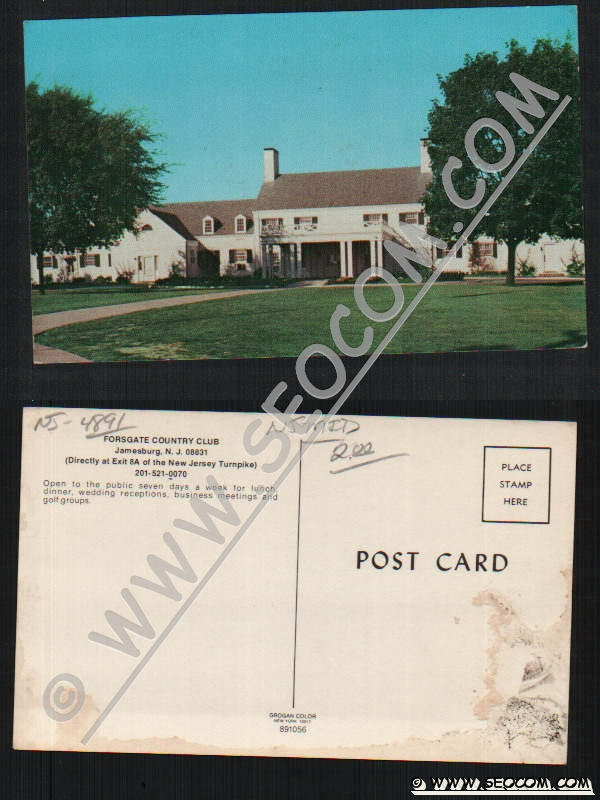 © WWW.SEOCOM.COM
NJ-4891
NJ MID
2.00
FORSGATE COUNTRY CLUB
Jamesburg, N. J. 08831
(Directly at Exit 8A of the New Jersey Turnpike)
201-521-0070
Open to the public seven days a week for lunch,
dinner, wedding receptions, business meetings and
golf groups.
PLACE
STAMP
HERE
POST CARD
GROGAN COLOR
NEW YORK, 10017
891056
© WWW.SEOCOM.COM